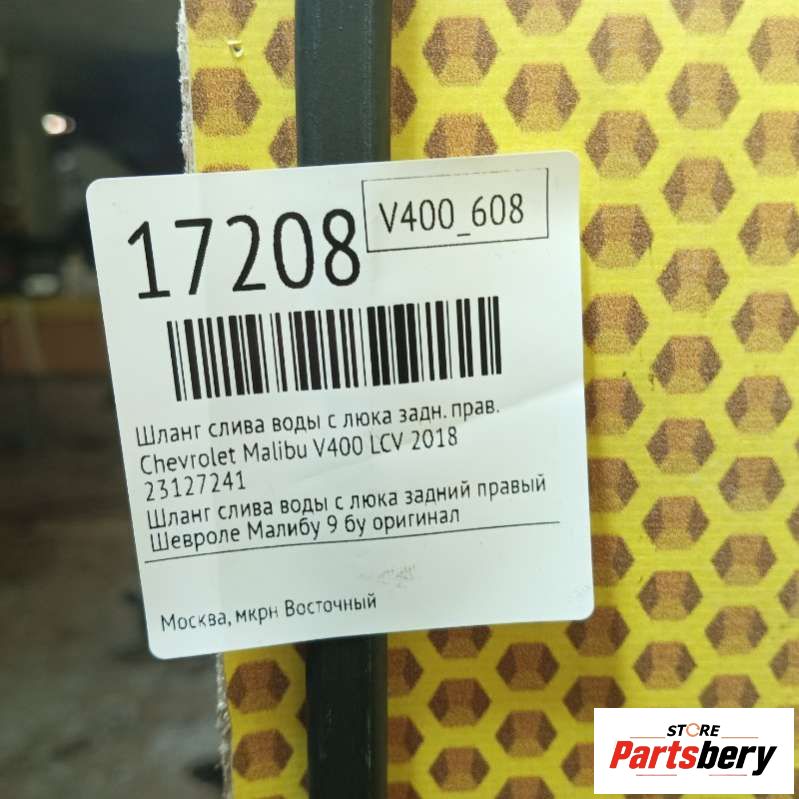 17208
V400_608
Шланг слива воды с люка задн. прав.
Chevrolet Malibu V400 LCV 2018
23127241
Шланг слива воды с люка задний правый
Шевроле Малибу 9 бу оригинал
Москва, мкрн Восточный
STORE
Partsbery